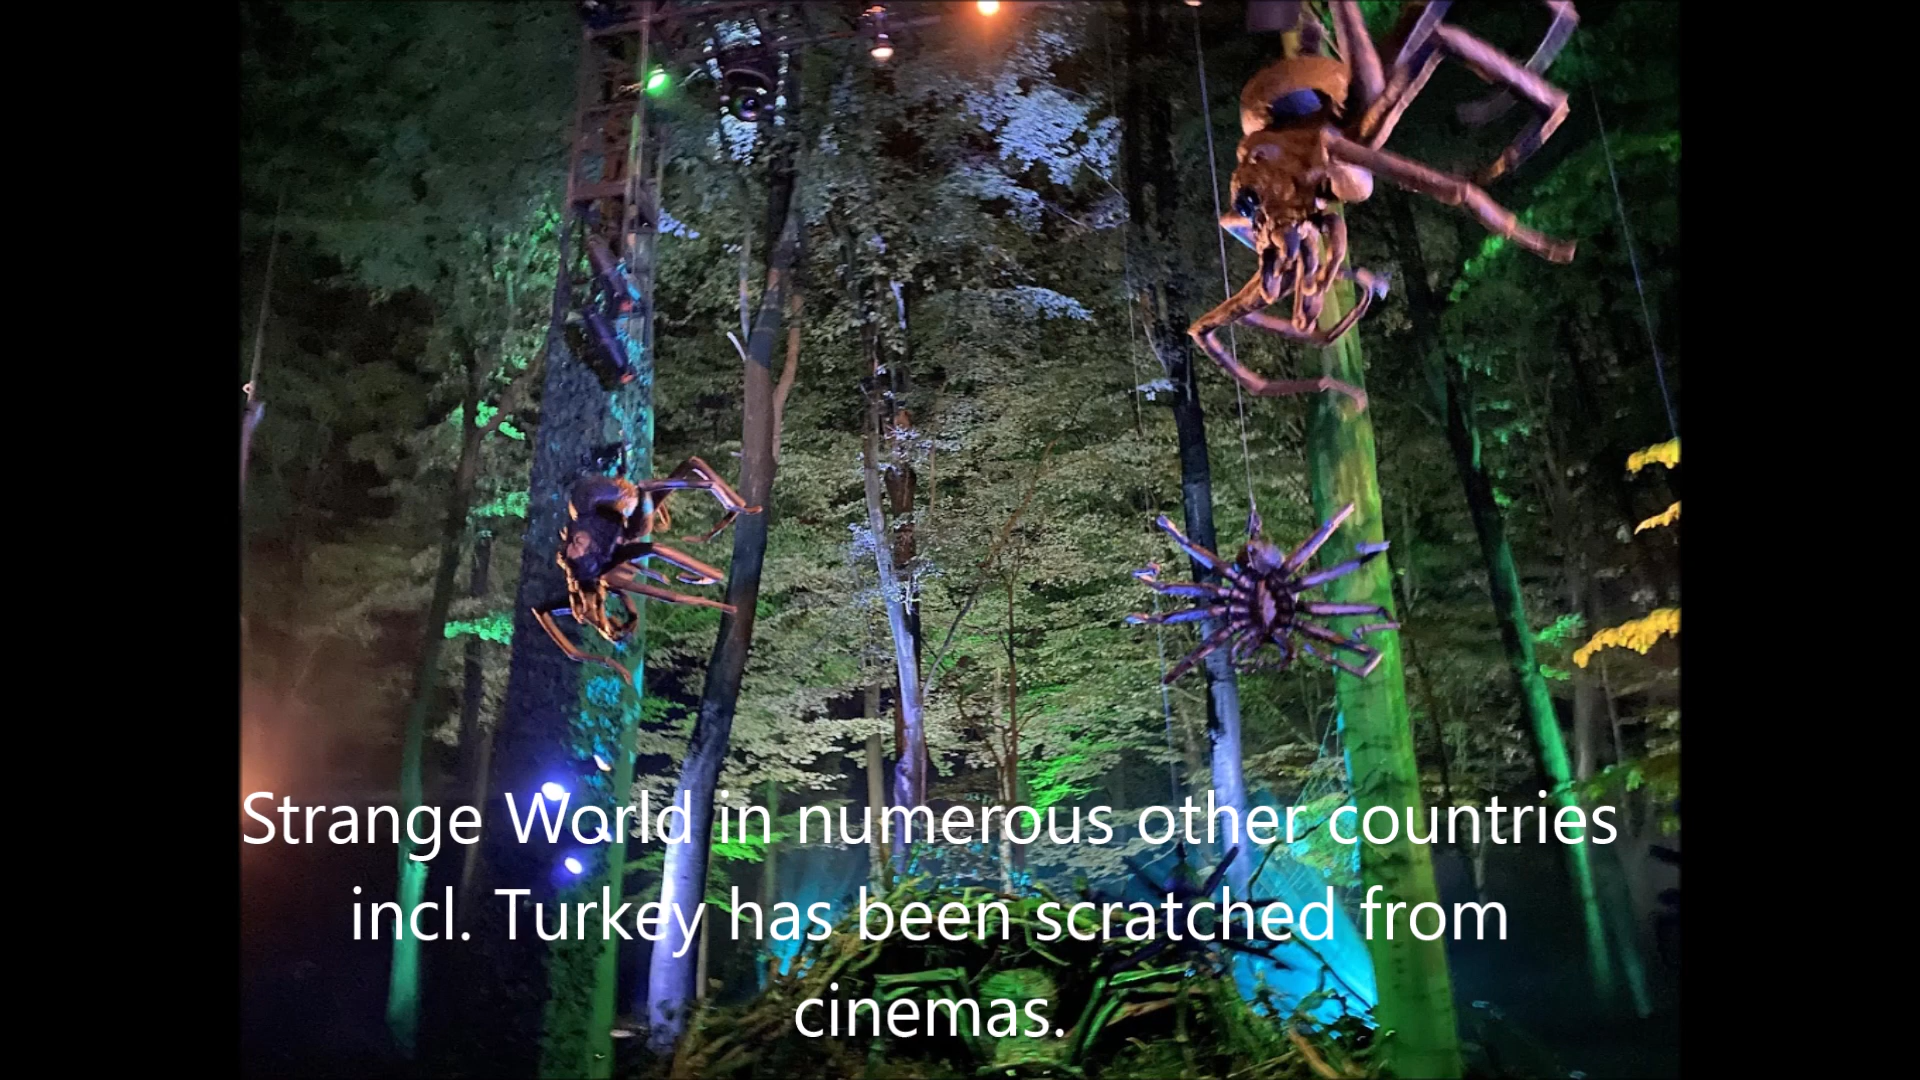 Strange World in numerous other countries
incl. Turkey has been scratched from
cinemas.